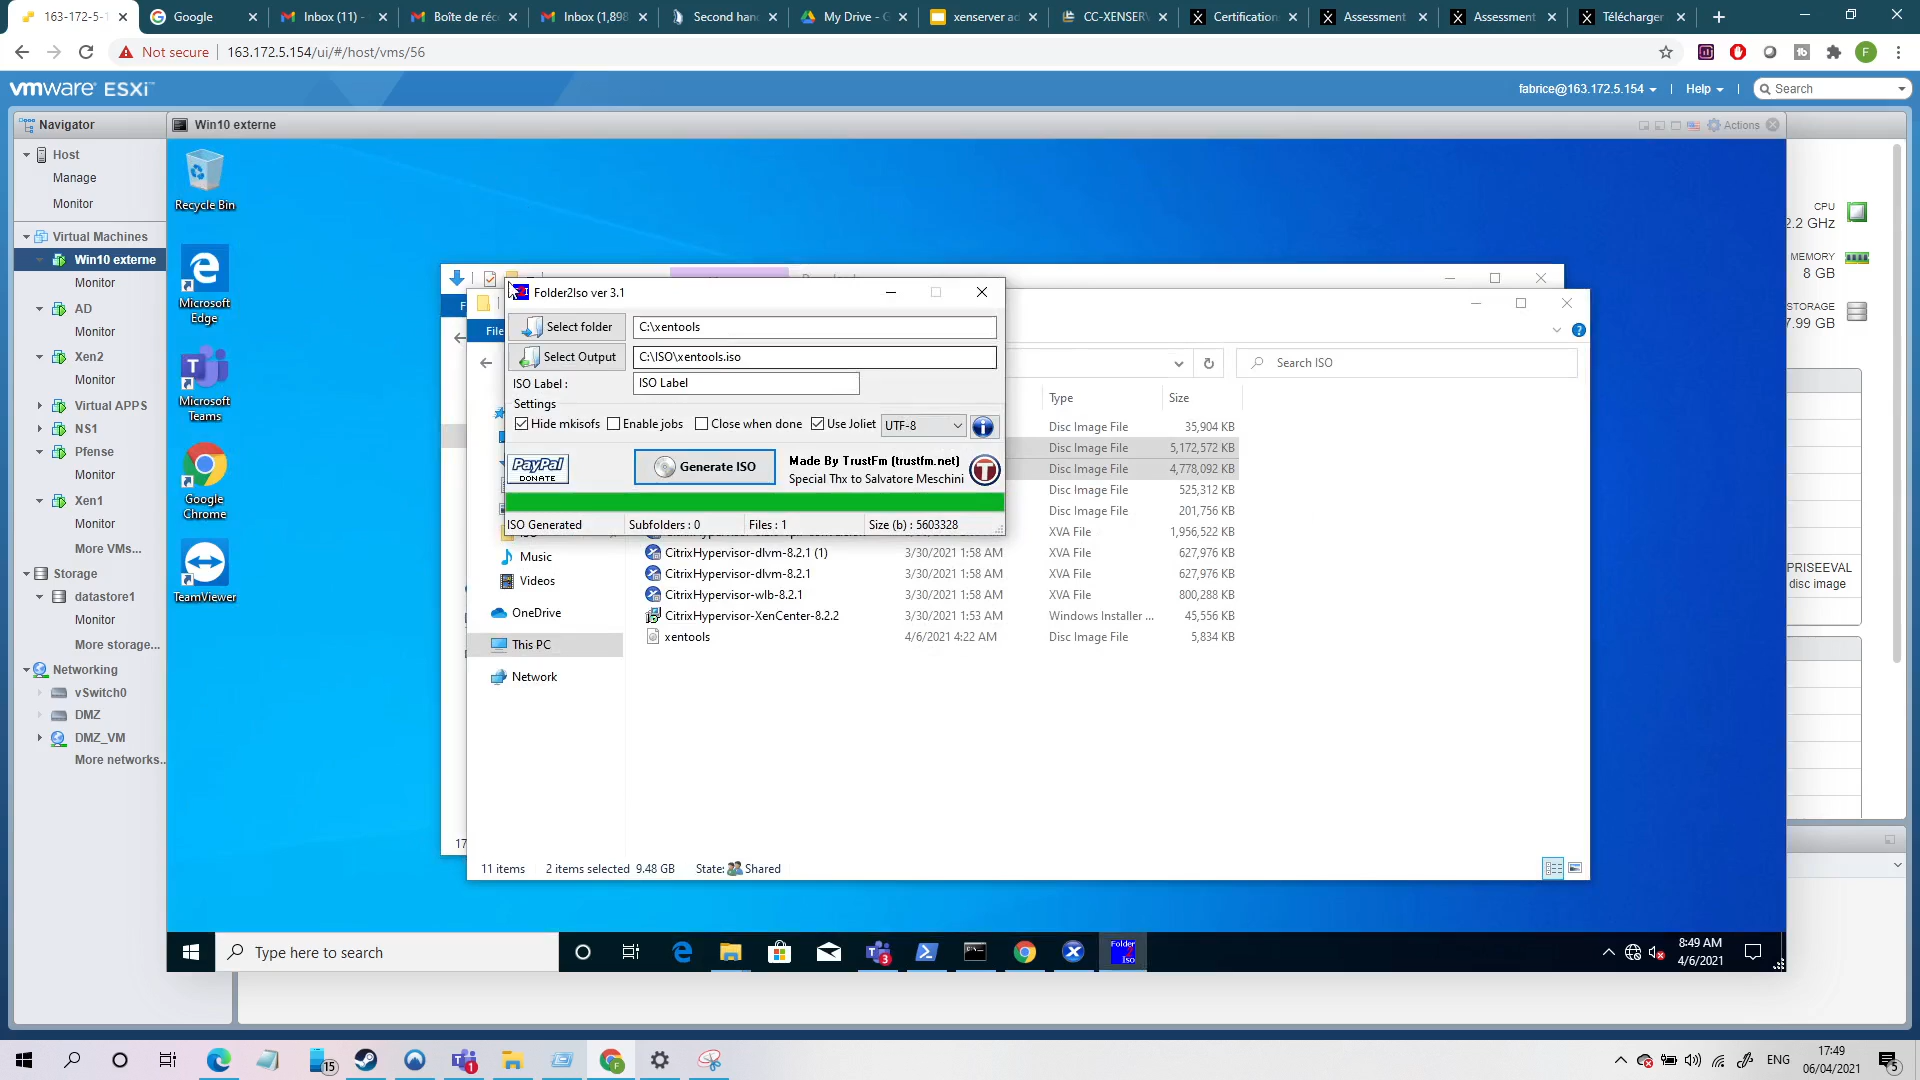 163-172-5-1
Google
Inbox (11) -
Boîte de réc
Inbox (1,898
Second han
My Drive - G
xenserver ad
CC-XENSERV
Certification
Assessment
Assessment
Télécharger
Not secure
163.172.5.154/ui/#/host/vms/56
vmware ESXi
fabrice@163.172.5.154
Help
Search
Navigator
Host
Manage
Monitor
Virtual Machines
Win10 externe
Monitor
AD
Monitor
Xen2
Monitor
Virtual APPS
NS1
Pfense
Monitor
Xen1
Monitor
More VMs...
Storage
datastore1
Monitor
More storage...
Networking
vSwitch0
DMZ
DMZ_VM
More networks...
Win10 externe
Actions
CPU
2.2 GHz
MEMORY
8 GB
STORAGE
7.99 GB
PRISEEVAL
disc image
Recycle Bin
Microsoft
Edge
Microsoft
Teams
Google
Chrome
TeamViewer
Folder2Iso ver 3.1
Select folder
C:\xentools
Select Output
C:\ISO\xentools.iso
ISO Label :
ISO Label
Settings
Hide mkisofs
Enable jobs
Close when done
Use Joliet
UTF-8
PayPal
DONATE
Generate ISO
Made By TrustFm (trustfm.net)
Special Thx to Salvatore Meschini
ISO Generated
Subfolders : 0
Files : 1
Size (b) : 5603328
File
Search ISO
Type
Size
Disc Image File 35,904 KB
Disc Image File 5,172,572 KB
Disc Image File 4,778,092 KB
Disc Image File 525,312 KB
Disc Image File 201,756 KB
XVA File 1,956,522 KB
CitrixHypervisor-dlvm-8.2.1 (1) 3/30/2021 1:58 AM XVA File 627,976 KB
CitrixHypervisor-dlvm-8.2.1 3/30/2021 1:58 AM XVA File 627,976 KB
CitrixHypervisor-wlb-8.2.1 3/30/2021 1:58 AM XVA File 800,288 KB
CitrixHypervisor-XenCenter-8.2.2 3/30/2021 1:53 AM Windows Installer ... 45,556 KB
xentools 4/6/2021 4:22 AM Disc Image File 5,834 KB
Music
Videos
OneDrive
This PC
Network
17
11 items
2 items selected 9.48 GB
State: Shared
Type here to search
3
Folder
2
Iso
8:49 AM
4/6/2021
15
1
ENG
17:49
06/04/2021
5